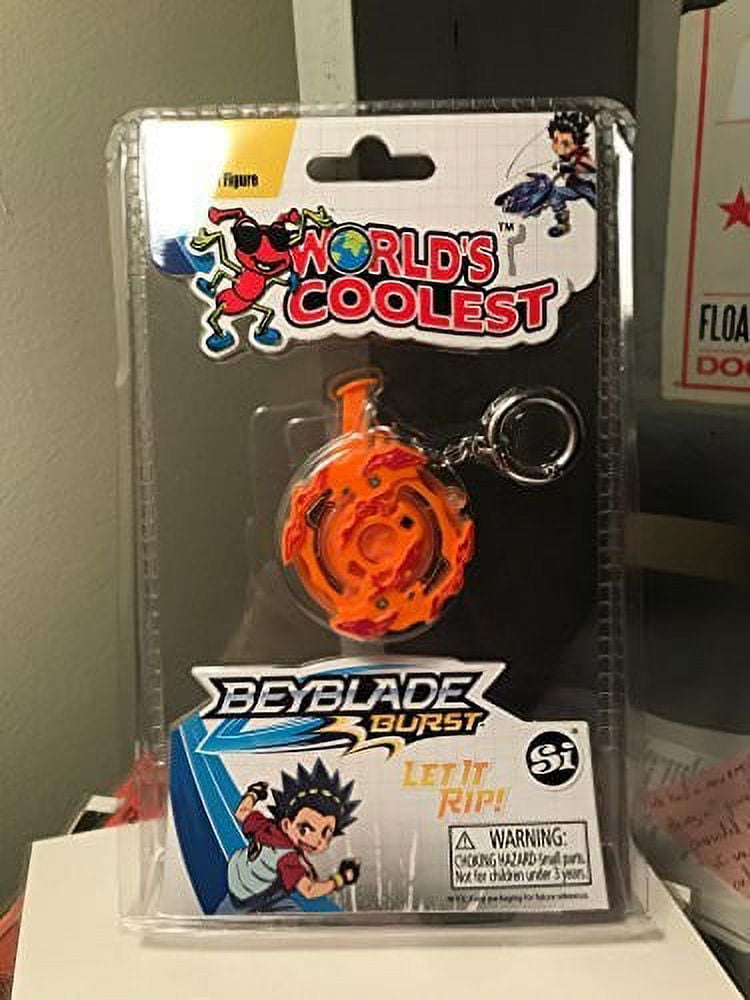 Figure
WORLD'S™
COOLEST
BEYBLADE
BURST
Si
LET IT
RIP!
WARNING:
CHOKING HAZARD-Small parts.
Not for children under 3 years.
FLOA
DO